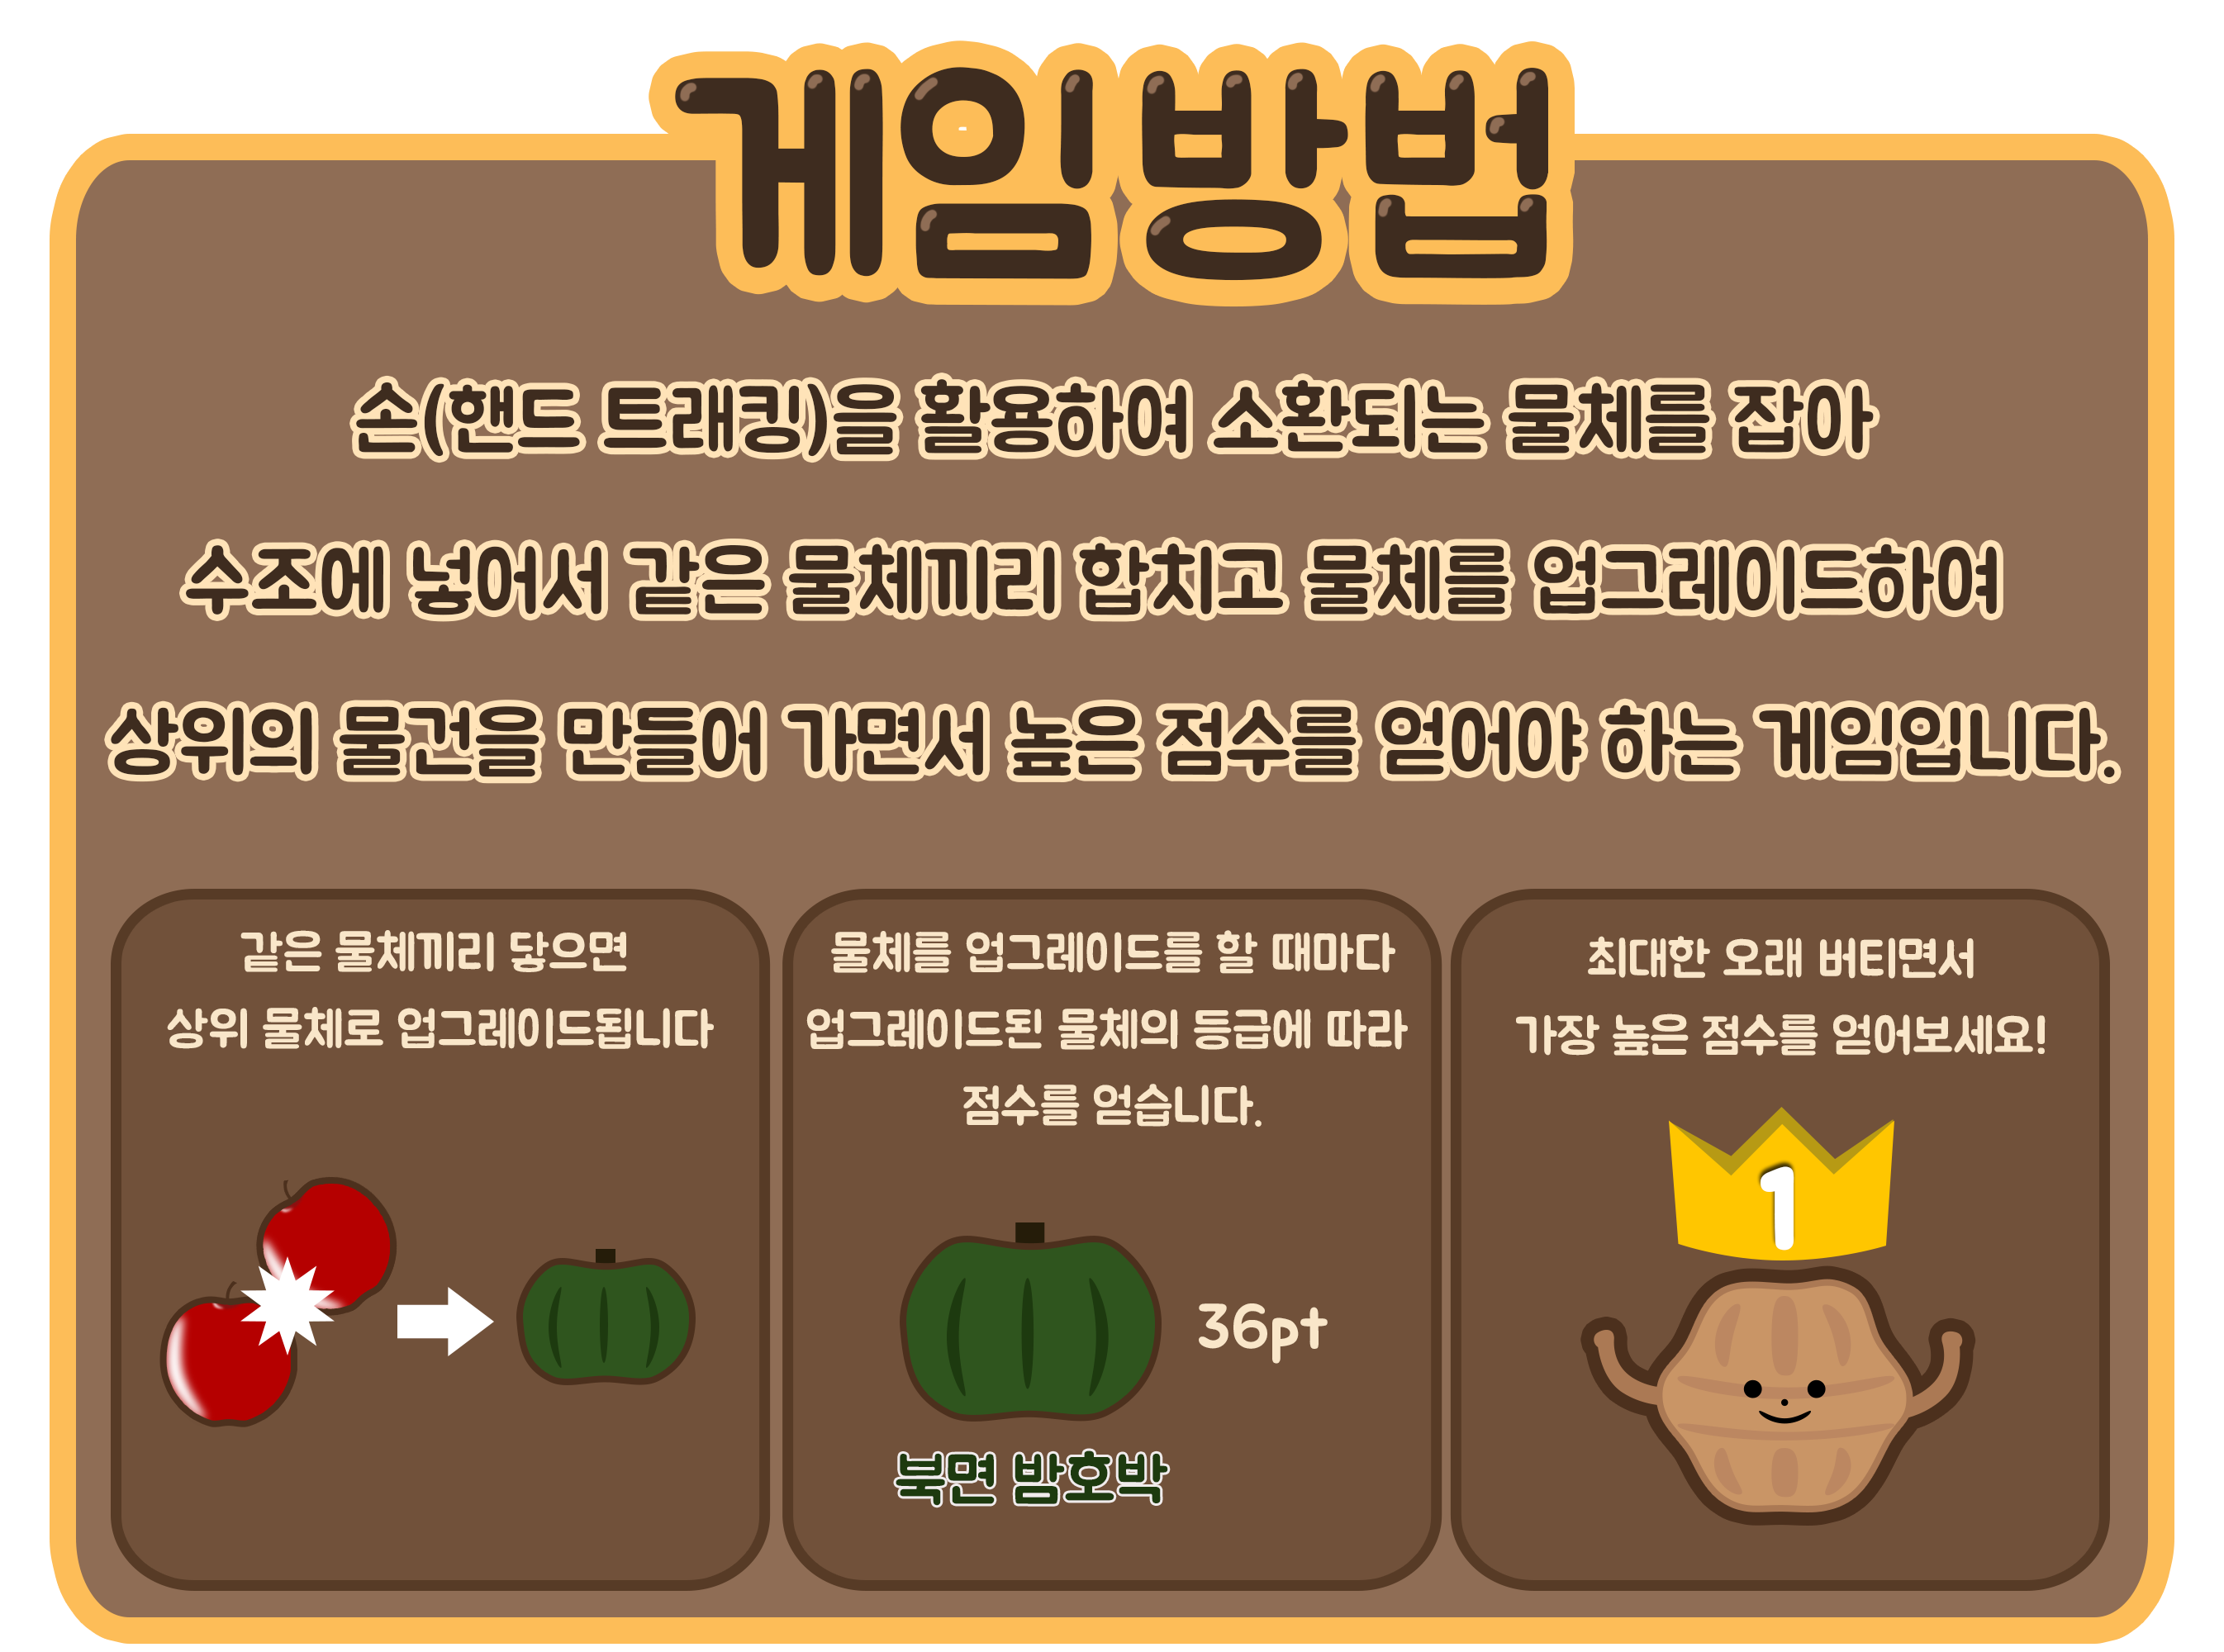 게임방법
손(핸드 트래킹)을 활용하여 소환되는 물체를 잡아
수조에 넣어서 같은 물체끼리 합치고 물체를 업그레이드하여
상위의 물건을 만들어 가면서 높은 점수를 얻어야 하는 게임입니다.
같은 물체끼리 닿으면
상위 물체로 업그레이드됩니다
물체를 업그레이드를 할 때마다
업그레이드된 물체의 등급에 따라
점수를 얻습니다.
36pt
북면 밤호박
최대한 오래 버티면서
가장 높은 점수를 얻어보세요!
1